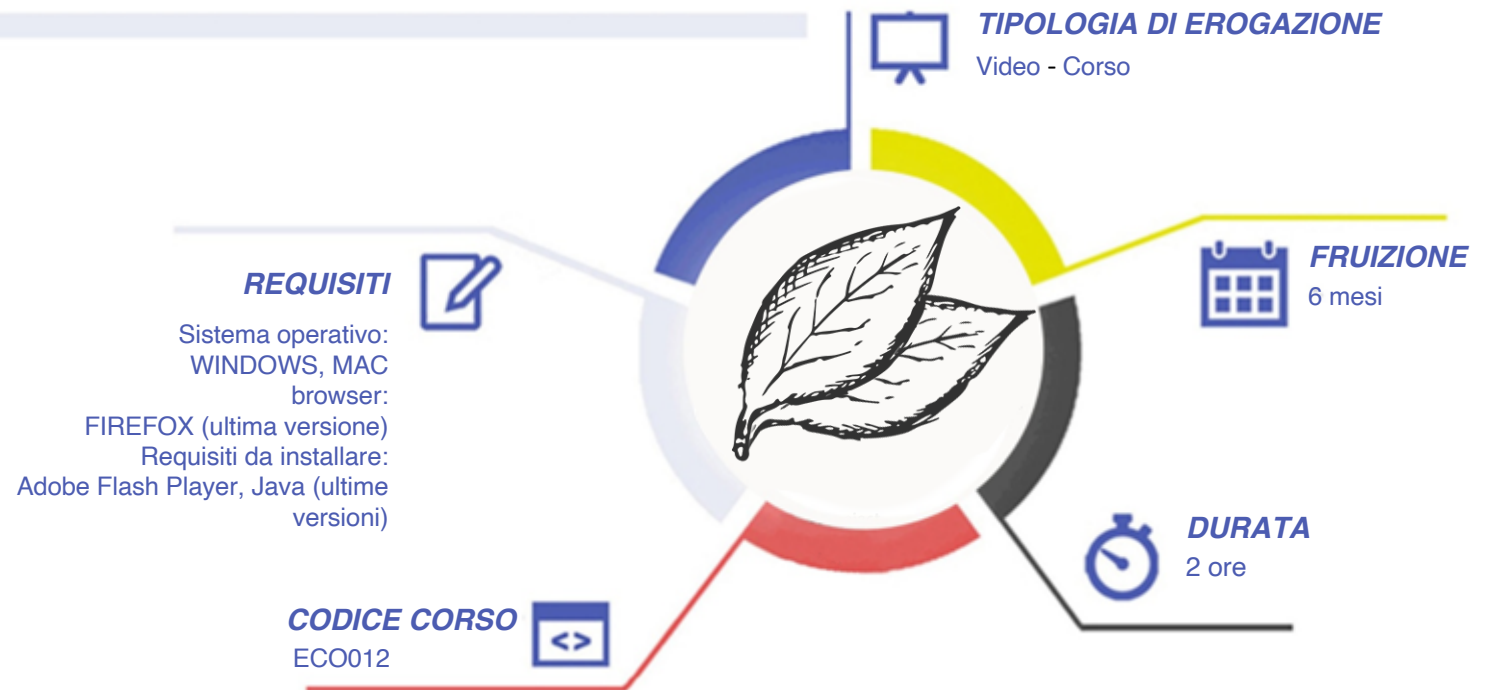 TIPOLOGIA DI EROGAZIONE
Video - Corso
FRUIZIONE
6 mesi
REQUISITI
Sistema operativo:
WINDOWS, MAC
browser:
FIREFOX (ultima versione)
Requisiti da installare:
Adobe Flash Player, Java (ultime
versioni)
DURATA
2 ore
CODICE CORSO
<>
ECO012